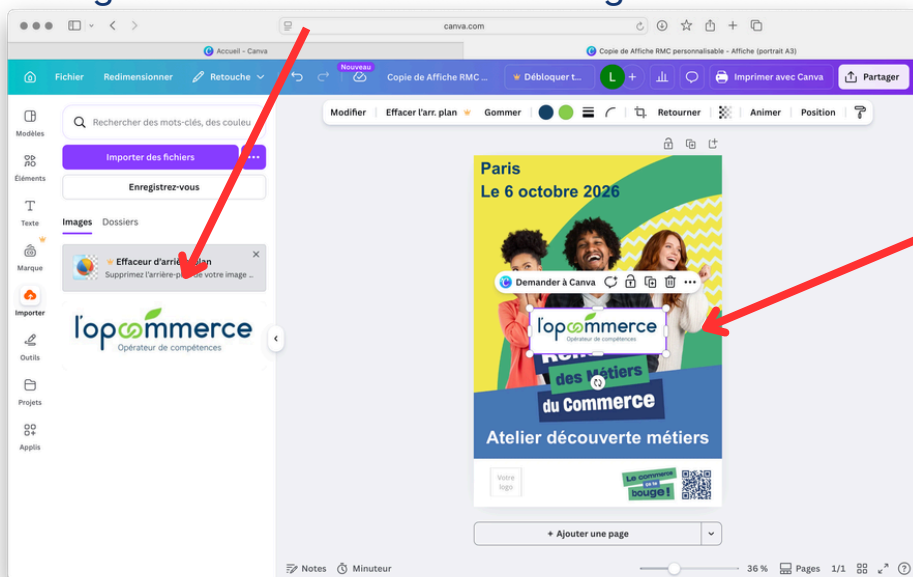 canva.com
Accueil - Canva
Copie de Affiche RMC personnalisable - Affiche (portrait A3)
Fichier
Redimensionner
Retouche
Nouveau
Copie de Affiche RMC ...
Débloquer t...
L
Imprimer avec Canva
Partager
Modèles
Éléments
Texte
Marque
Importer
Outils
Projets
Applis
Rechercher des mots-clés, des couleu
Importer des fichiers
Enregistrez-vous
Images Dossiers
Effaceur d'arrière-plan
Supprimez l'arrière-plan de votre image ...
l'opcommerce
Opérateur de compétences
Modifier
Effacer l'arr. plan
Gommer
Retourner
Animer
Position
Paris
Le 6 octobre 2026
Demander à Canva
l'opcommerce
Opérateur de compétences
des Métiers
du Commerce
Atelier découverte métiers
Votre
logo
Le commerce
bouge !
+ Ajouter une page
Notes
Minuteur
36 %
Pages
1/1